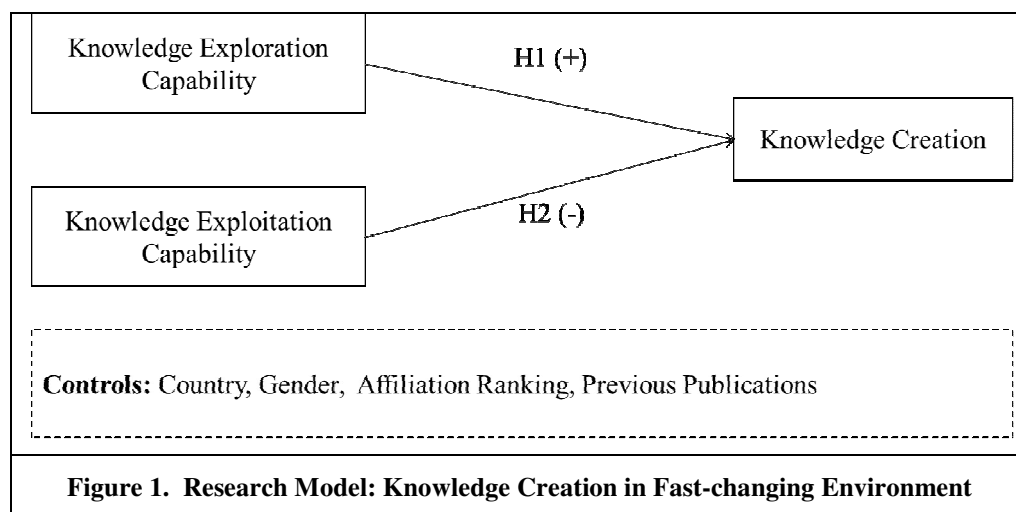 Knowledge Exploration
Capability
H1 (+)
Knowledge Creation
Knowledge Exploitation
Capability
H2 (-)
Controls: Country, Gender, Affiliation Ranking, Previous Publications
Figure 1. Research Model: Knowledge Creation in Fast-changing Environment